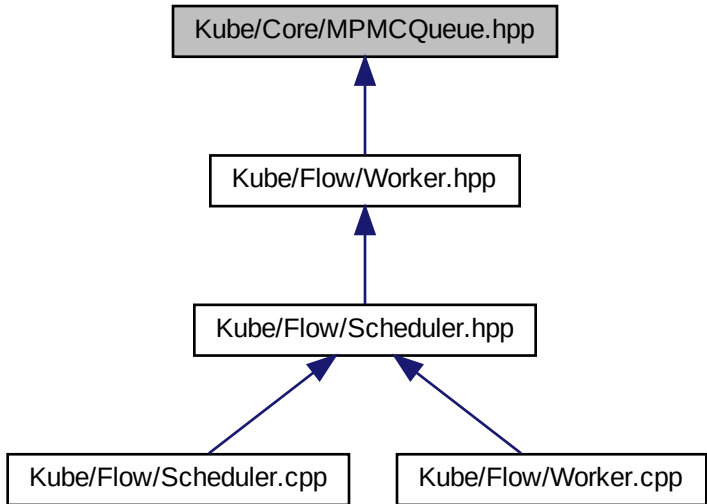 Kube/Core/MPMCQueue.hpp
Kube/Flow/Worker.hpp
Kube/Flow/Scheduler.hpp
Kube/Flow/Scheduler.cpp
Kube/Flow/Worker.cpp